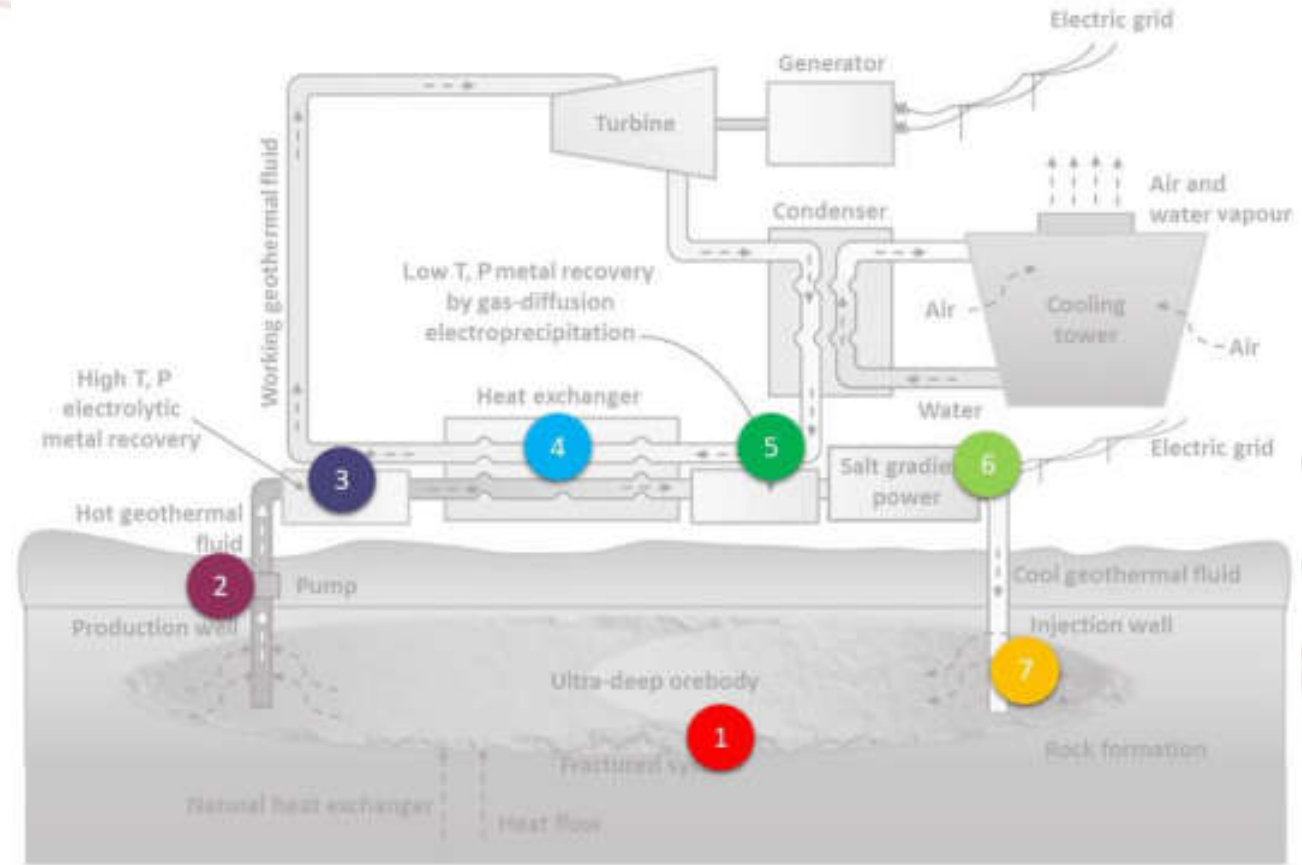 Electric grid
Generator
Turbine
Air and
water vapour
Condenser
Working geothermal fluid
Low T, P metal recovery
by gas-diffusion
electroprecipitation
Air
Cooling
tower
Air
High T, P
electrolytic
metal recovery
Heat exchanger
Water
4
5
Electric grid
3
Salt gradie
6
power
Hot geothermal
fluid
2
Pump
Cool geothermal fluid
Production well
Injection well
7
Ultra-deep orebody
1
Rock formation
Fractured sy
Natural heat exchanger
Heat flow